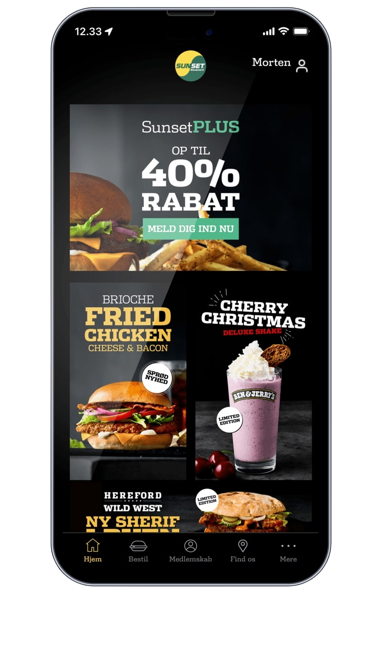 12.33
SUNSET
Morten
SunsetPLUS
OP TIL
40%
RABAT
MELD DIG IND NU
BRIOCHE
FRIED
CHICKEN
CHEESE & BACON
SPRØD
NYHED
CHERRY
CHRISTMAS
DELUXE SHAKE
BEN & JERRY'S
LIMITED
EDITION
HEREFORD
WILD WEST
NY SHERIF
LIMITED
EDITION
Hjem
Bestil
Medlemskab
Find os
Mere